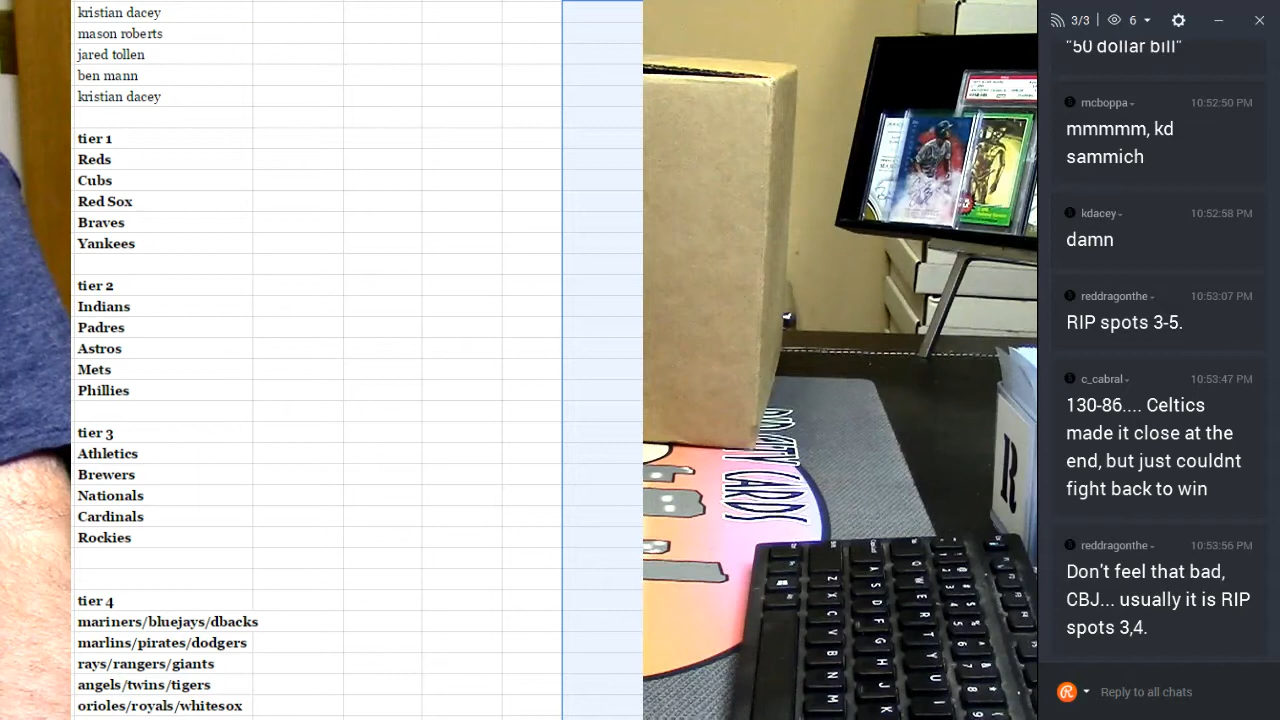 kristian dacey
mason roberts
jared tollen
ben mann
kristian dacey
tier 1
Reds
Cubs
Red Sox
Braves
Yankees
tier 2
Indians
Padres
Astros
Mets
Phillies
tier 3
Athletics
Brewers
Nationals
Cardinals
Rockies
tier 4
mariners/bluejays/dbacks
marlins/pirates/dodgers
rays/rangers/giants
angels/twins/tigers
orioles/royals/whitesox
CARDS
R
3/3 6
"50 dollar bill"
mcboppa 10:52:50 PM
mmmmm, kd
sammich
kdacey 10:52:58 PM
damn
reddragonthe 10:53:07 PM
RIP spots 3-5.
c_cabral 10:53:47 PM
130-86.... Celtics
made it close at the
end, but just couldnt
fight back to win
reddragonthe 10:53:56 PM
Don't feel that bad,
CBJ... usually it is RIP
spots 3,4.
Reply to all chats